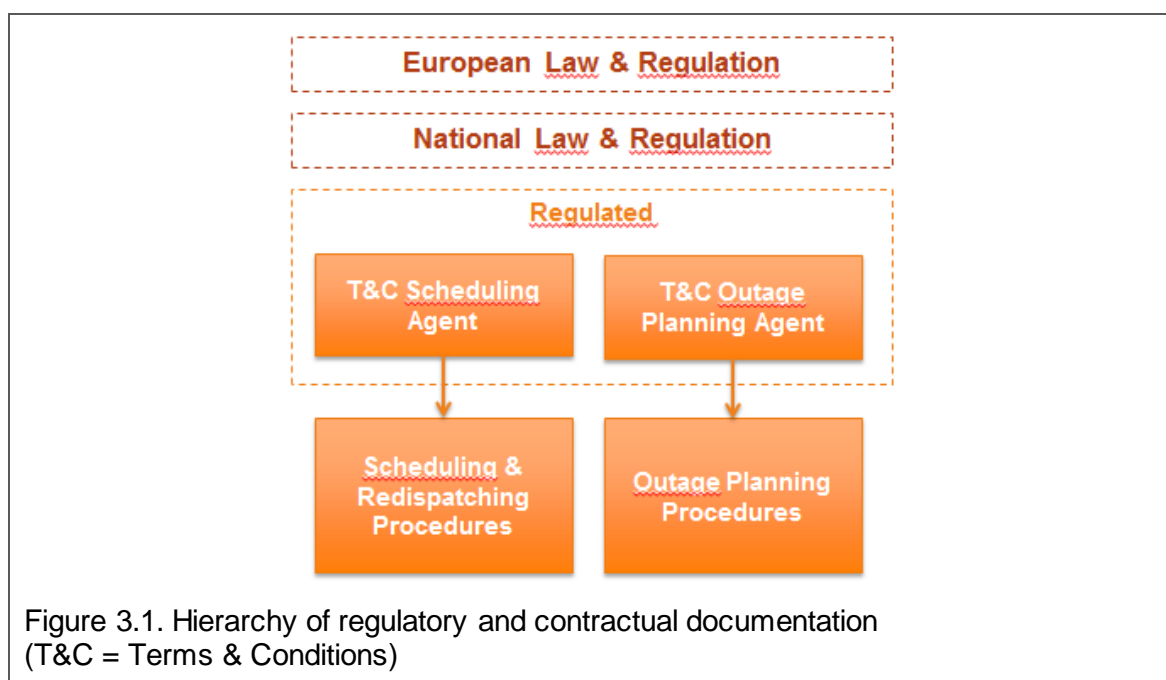 European Law & Regulation
National Law & Regulation
Regulated
T&C Scheduling
Agent
T&C Outage
Planning Agent
Scheduling &
Redispatching
Procedures
Outage Planning
Procedures
Figure 3.1. Hierarchy of regulatory and contractual documentation
(T&C = Terms & Conditions)